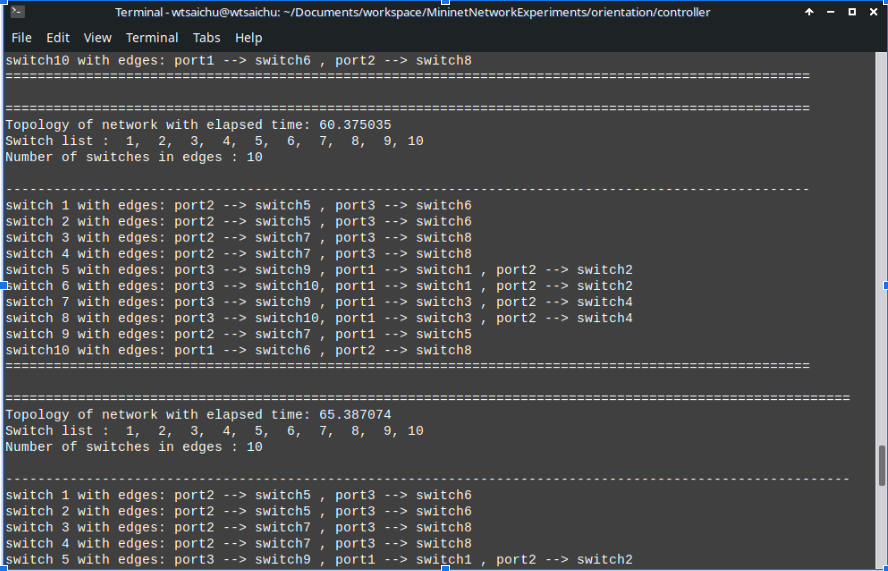 Terminal - wtsaichu@wtsaichu: ~/Documents/workspace/MininetNetworkExperiments/orientation/controller
File Edit View Terminal Tabs Help
switch10 with edges: port1 --> switch6 , port2 --> switch8
====================================================================================================
====================================================================================================
Topology of network with elapsed time: 60.375035
Switch list :  1,  2,  3,  4,  5,  6,  7,  8,  9, 10
Number of switches in edges : 10
----------------------------------------------------------------------------------------------------
switch 1 with edges: port2 --> switch5 , port3 --> switch6
switch 2 with edges: port2 --> switch5 , port3 --> switch6
switch 3 with edges: port2 --> switch7 , port3 --> switch8
switch 4 with edges: port2 --> switch7 , port3 --> switch8
switch 5 with edges: port3 --> switch9 , port1 --> switch1 , port2 --> switch2
switch 6 with edges: port3 --> switch10, port1 --> switch1 , port2 --> switch2
switch 7 with edges: port3 --> switch9 , port1 --> switch3 , port2 --> switch4
switch 8 with edges: port3 --> switch10, port1 --> switch3 , port2 --> switch4
switch 9 with edges: port2 --> switch7 , port1 --> switch5
switch10 with edges: port1 --> switch6 , port2 --> switch8
====================================================================================================
=========================================================================================================
Topology of network with elapsed time: 65.387074
Switch list :  1,  2,  3,  4,  5,  6,  7,  8,  9, 10
Number of switches in edges : 10
---------------------------------------------------------------------------------------------------------
switch 1 with edges: port2 --> switch5 , port3 --> switch6
switch 2 with edges: port2 --> switch5 , port3 --> switch6
switch 3 with edges: port2 --> switch7 , port3 --> switch8
switch 4 with edges: port2 --> switch7 , port3 --> switch8
switch 5 with edges: port3 --> switch9 , port1 --> switch1 , port2 --> switch2